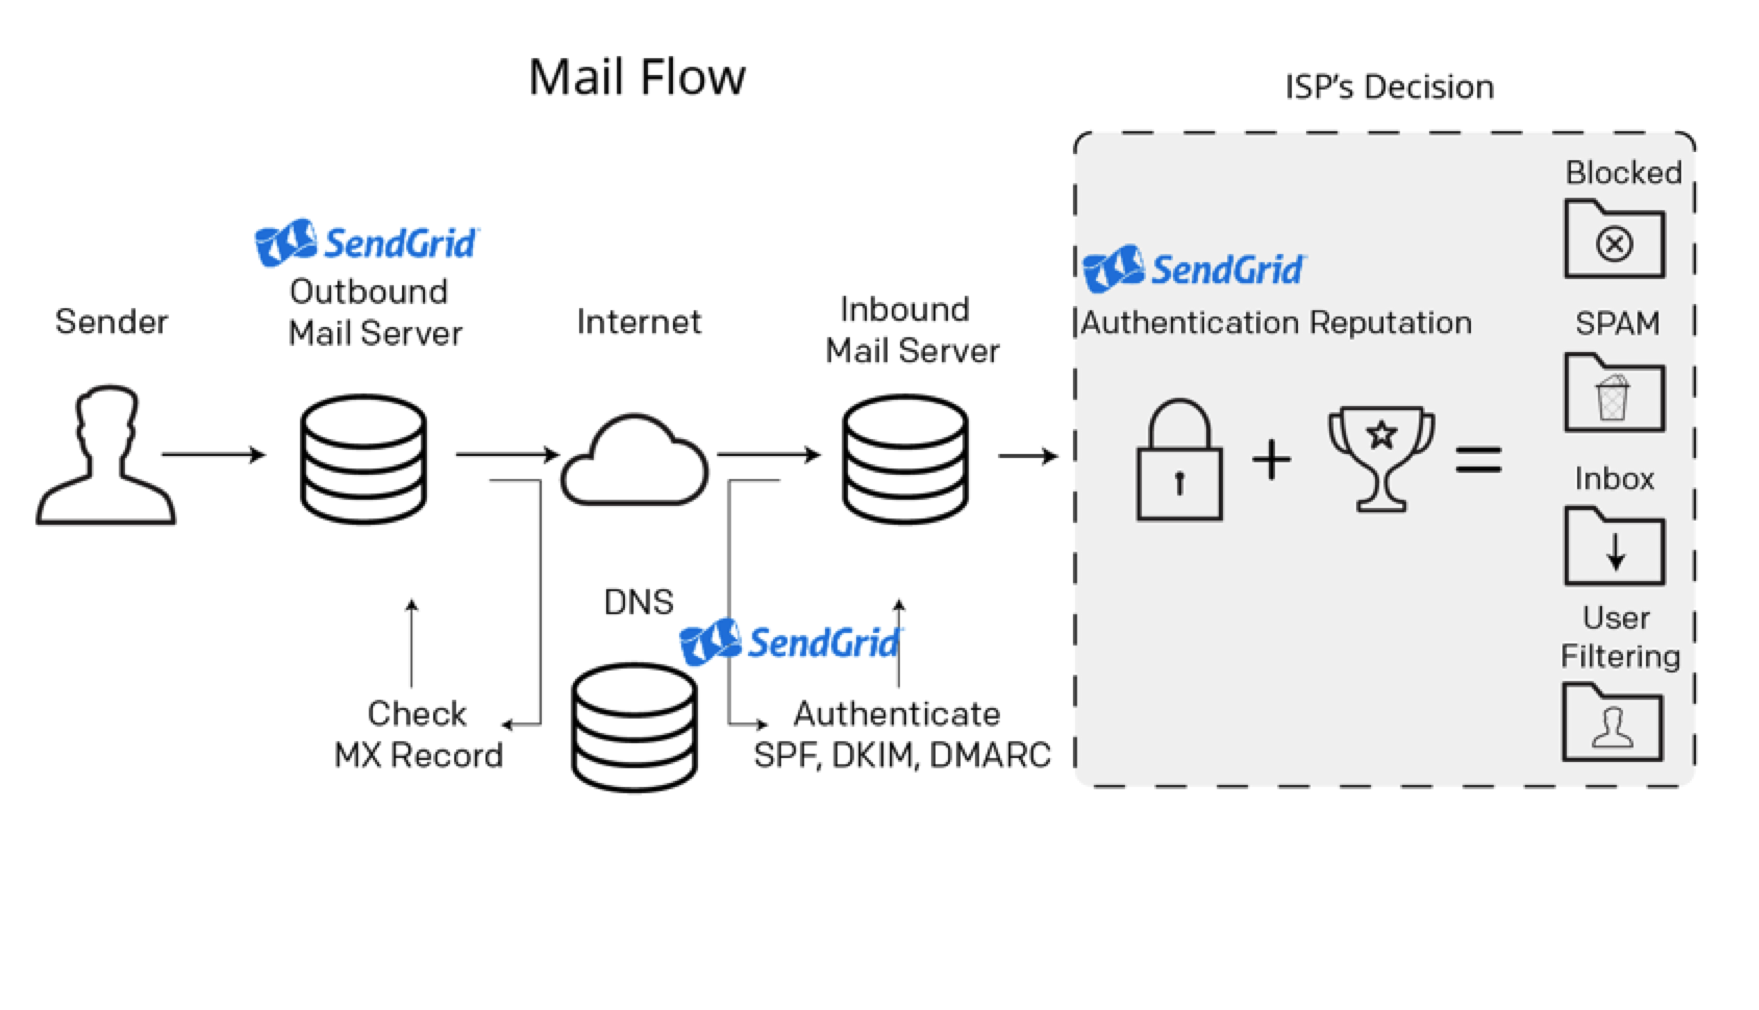 Mail Flow
ISP's Decision
Sender
SendGrid
Outbound
Mail Server
Internet
Inbound
Mail Server
Check
MX Record
DNS
SendGrid
Authenticate
SPF, DKIM, DMARC
SendGrid
Authentication Reputation
Blocked
SPAM
Inbox
User
Filtering